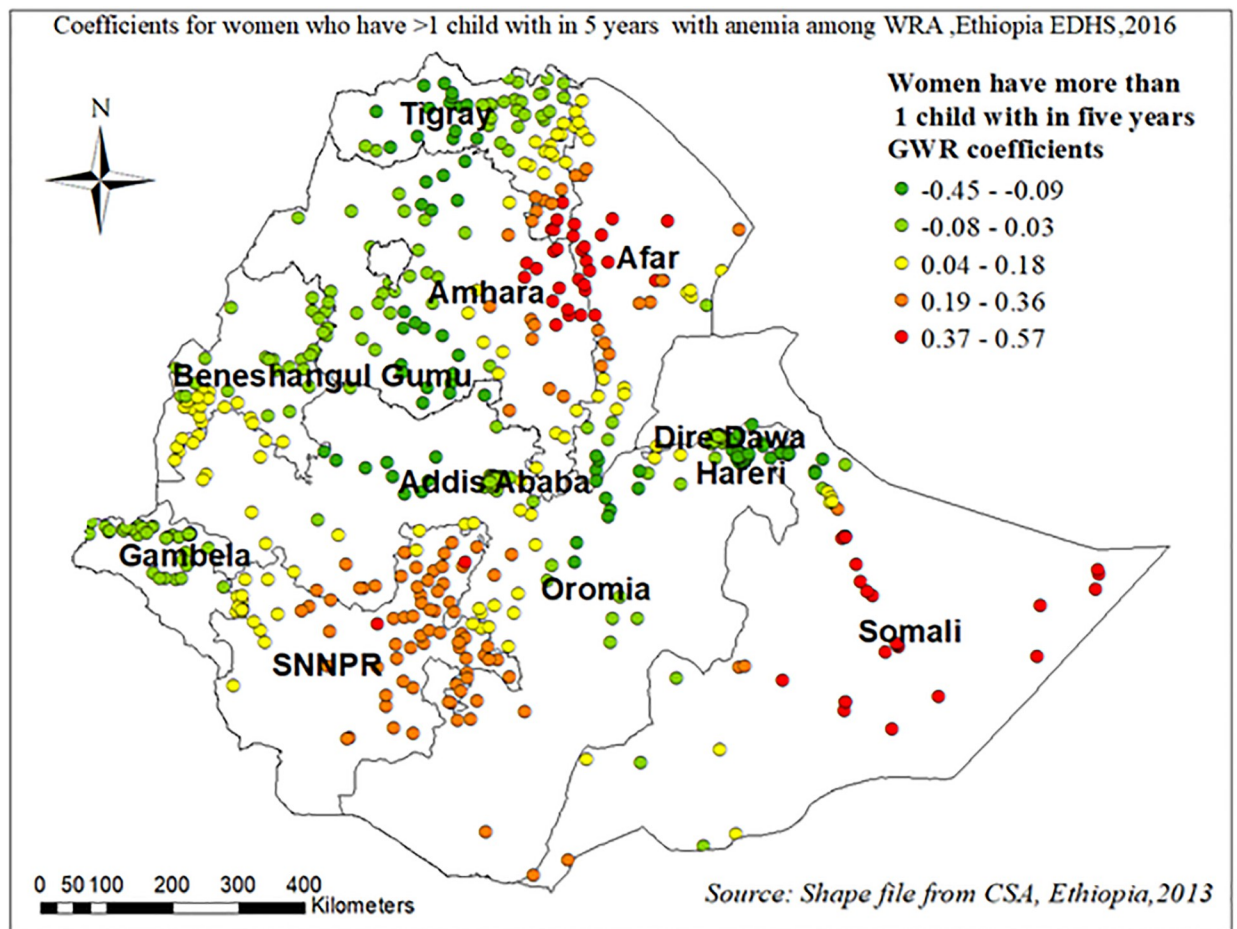 Coefficients for women who have >1 child with in 5 years with anemia among WRA ,Ethiopia EDHS,2016
N
Women have more than
1 child with in five years
GWR coefficients
-0.45 - -0.09
-0.08 - 0.03
0.04 - 0.18
0.19 - 0.36
0.37 - 0.57
Tigray
Afar
Amhara
Beneshangul Gumu
Dire Dawa
Hareri
Addis Ababa
Gambela
Oromia
Somali
SNNPR
0 50 100 200 300 400
Kilometers
Source: Shape file from CSA, Ethiopia,2013